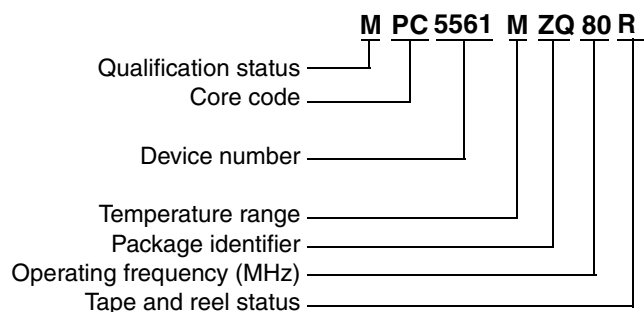 M PC 5561 M ZQ 80 R
Qualification status
Core code
Device number
Temperature range
Package identifier
Operating frequency (MHz)
Tape and reel status